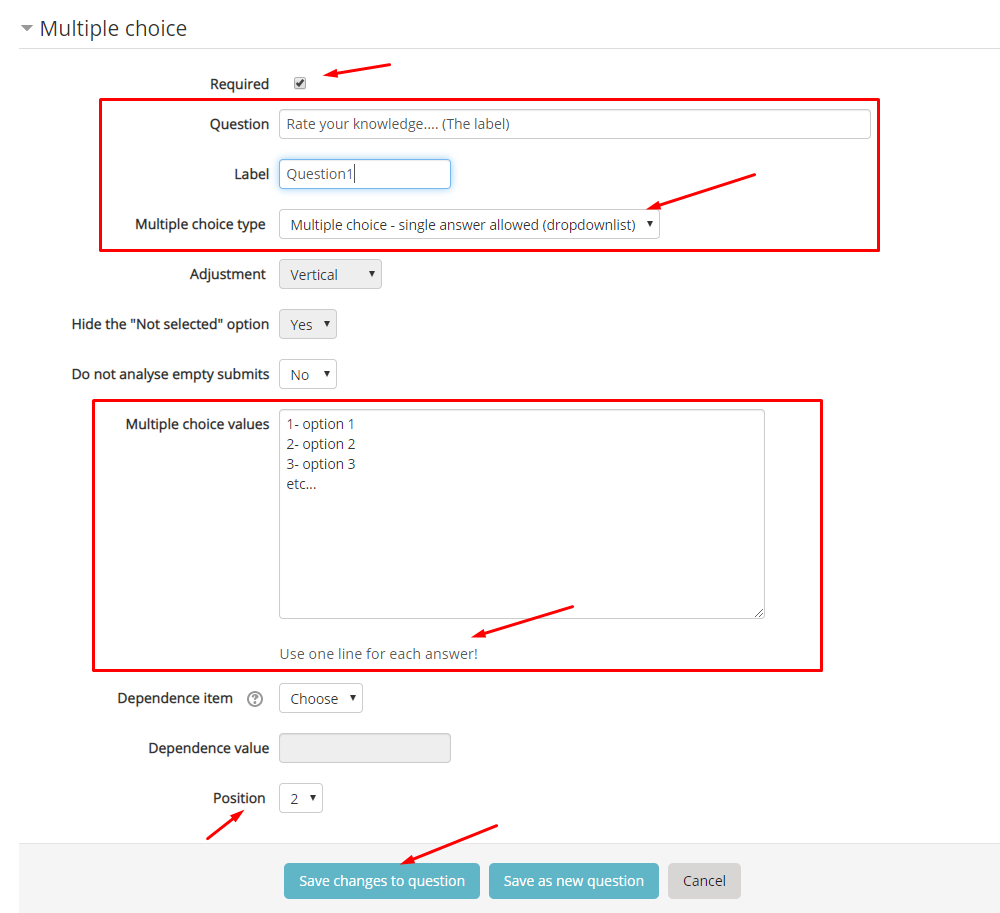 Multiple choice
Required
Question Rate your knowledge.... (The label)
Label Question1
Multiple choice type Multiple choice - single answer allowed (dropdownlist)
Adjustment Vertical
Hide the "Not selected" option Yes
Do not analyse empty submits No
Multiple choice values 1- option 1
2- option 2
3- option 3
etc...
Use one line for each answer!
Dependence item ? Choose
Dependence value
Position 2
Save changes to question Save as new question Cancel